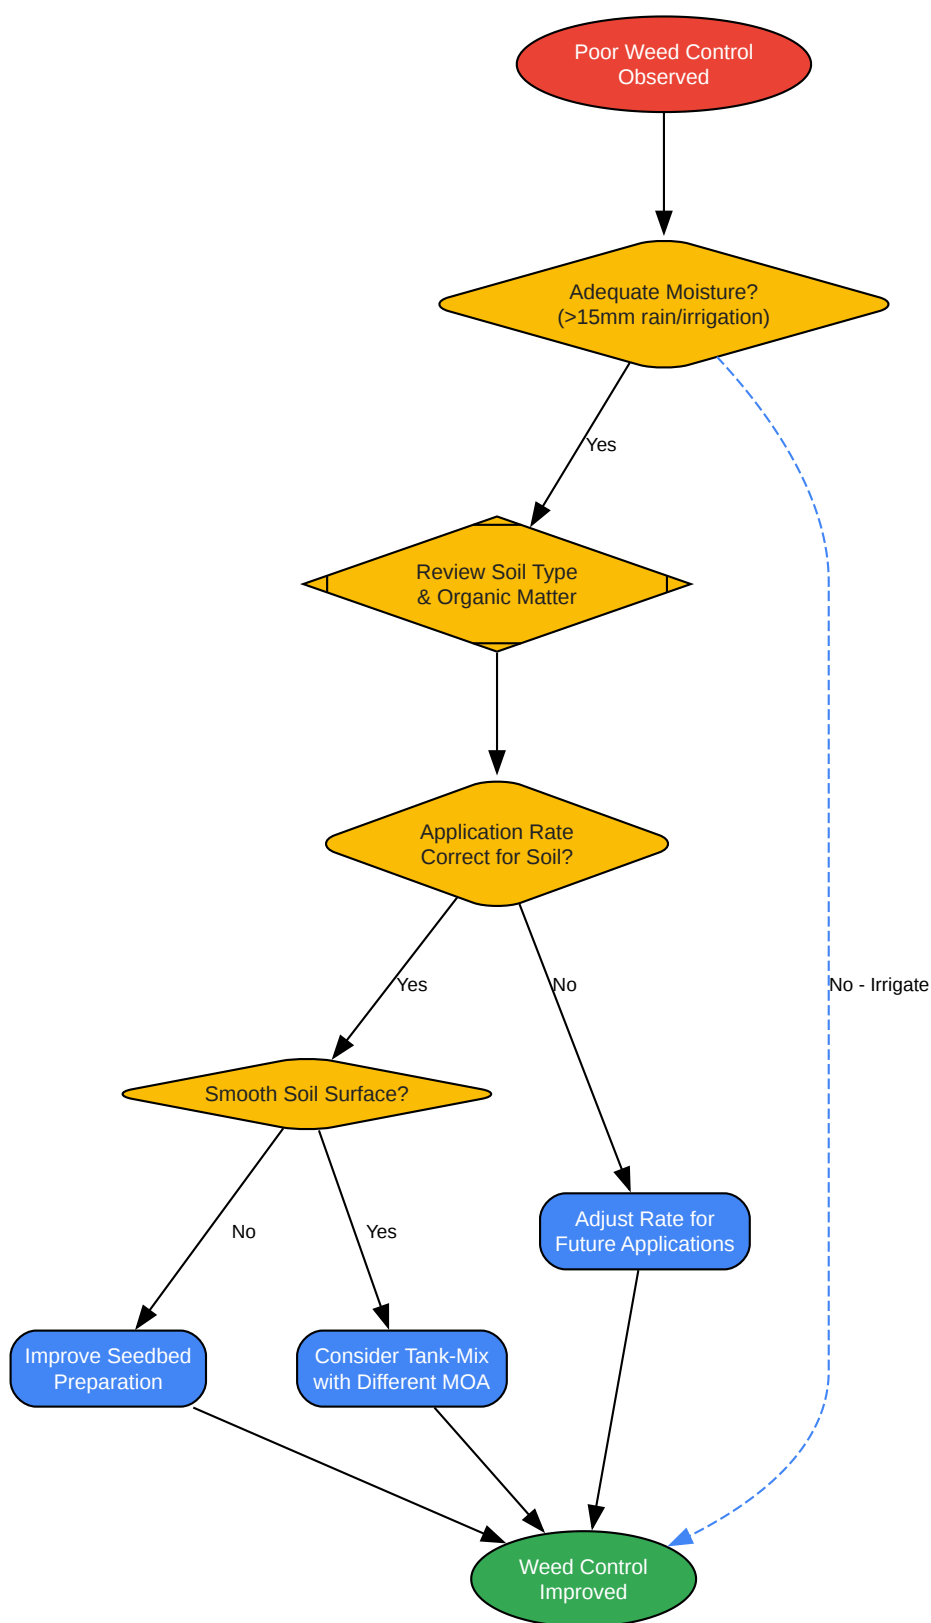 Poor Weed Control
Observed
Adequate Moisture?
(>15mm rain/irrigation)
Yes
Review Soil Type
& Organic Matter
Application Rate
Correct for Soil?
Yes
No
No - Irrigate
Smooth Soil Surface?
No
Yes
Adjust Rate for
Future Applications
Improve Seedbed
Preparation
Consider Tank-Mix
with Different MOA
Weed Control
Improved